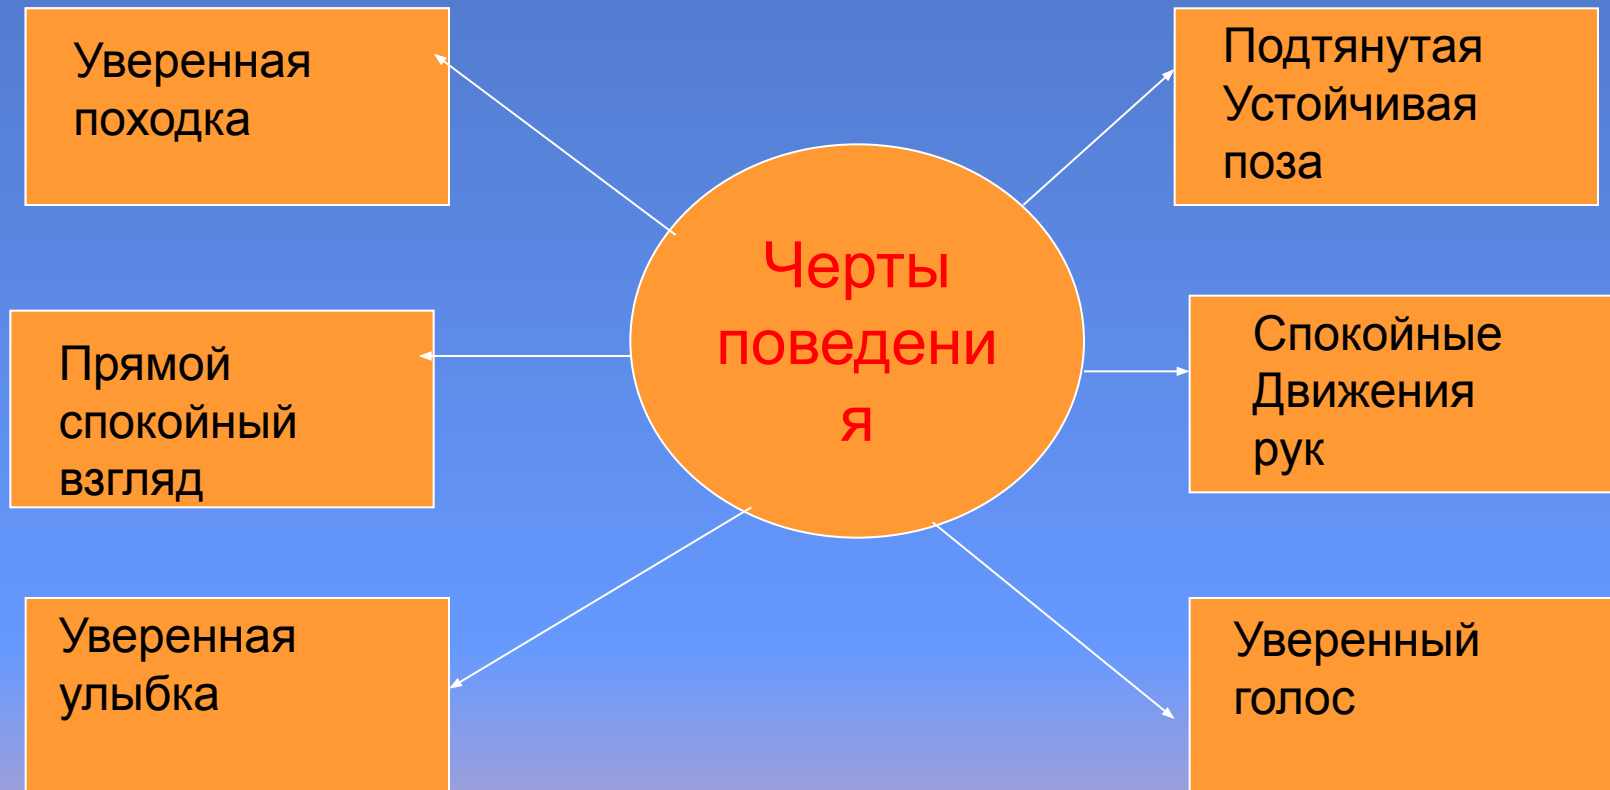 Уверенная
походка
Подтянутая
Устойчивая
поза
Черты
поведени
я
Прямой
спокойный
взгляд
Спокойные
Движения
рук
Уверенная
улыбка
Уверенный
голос